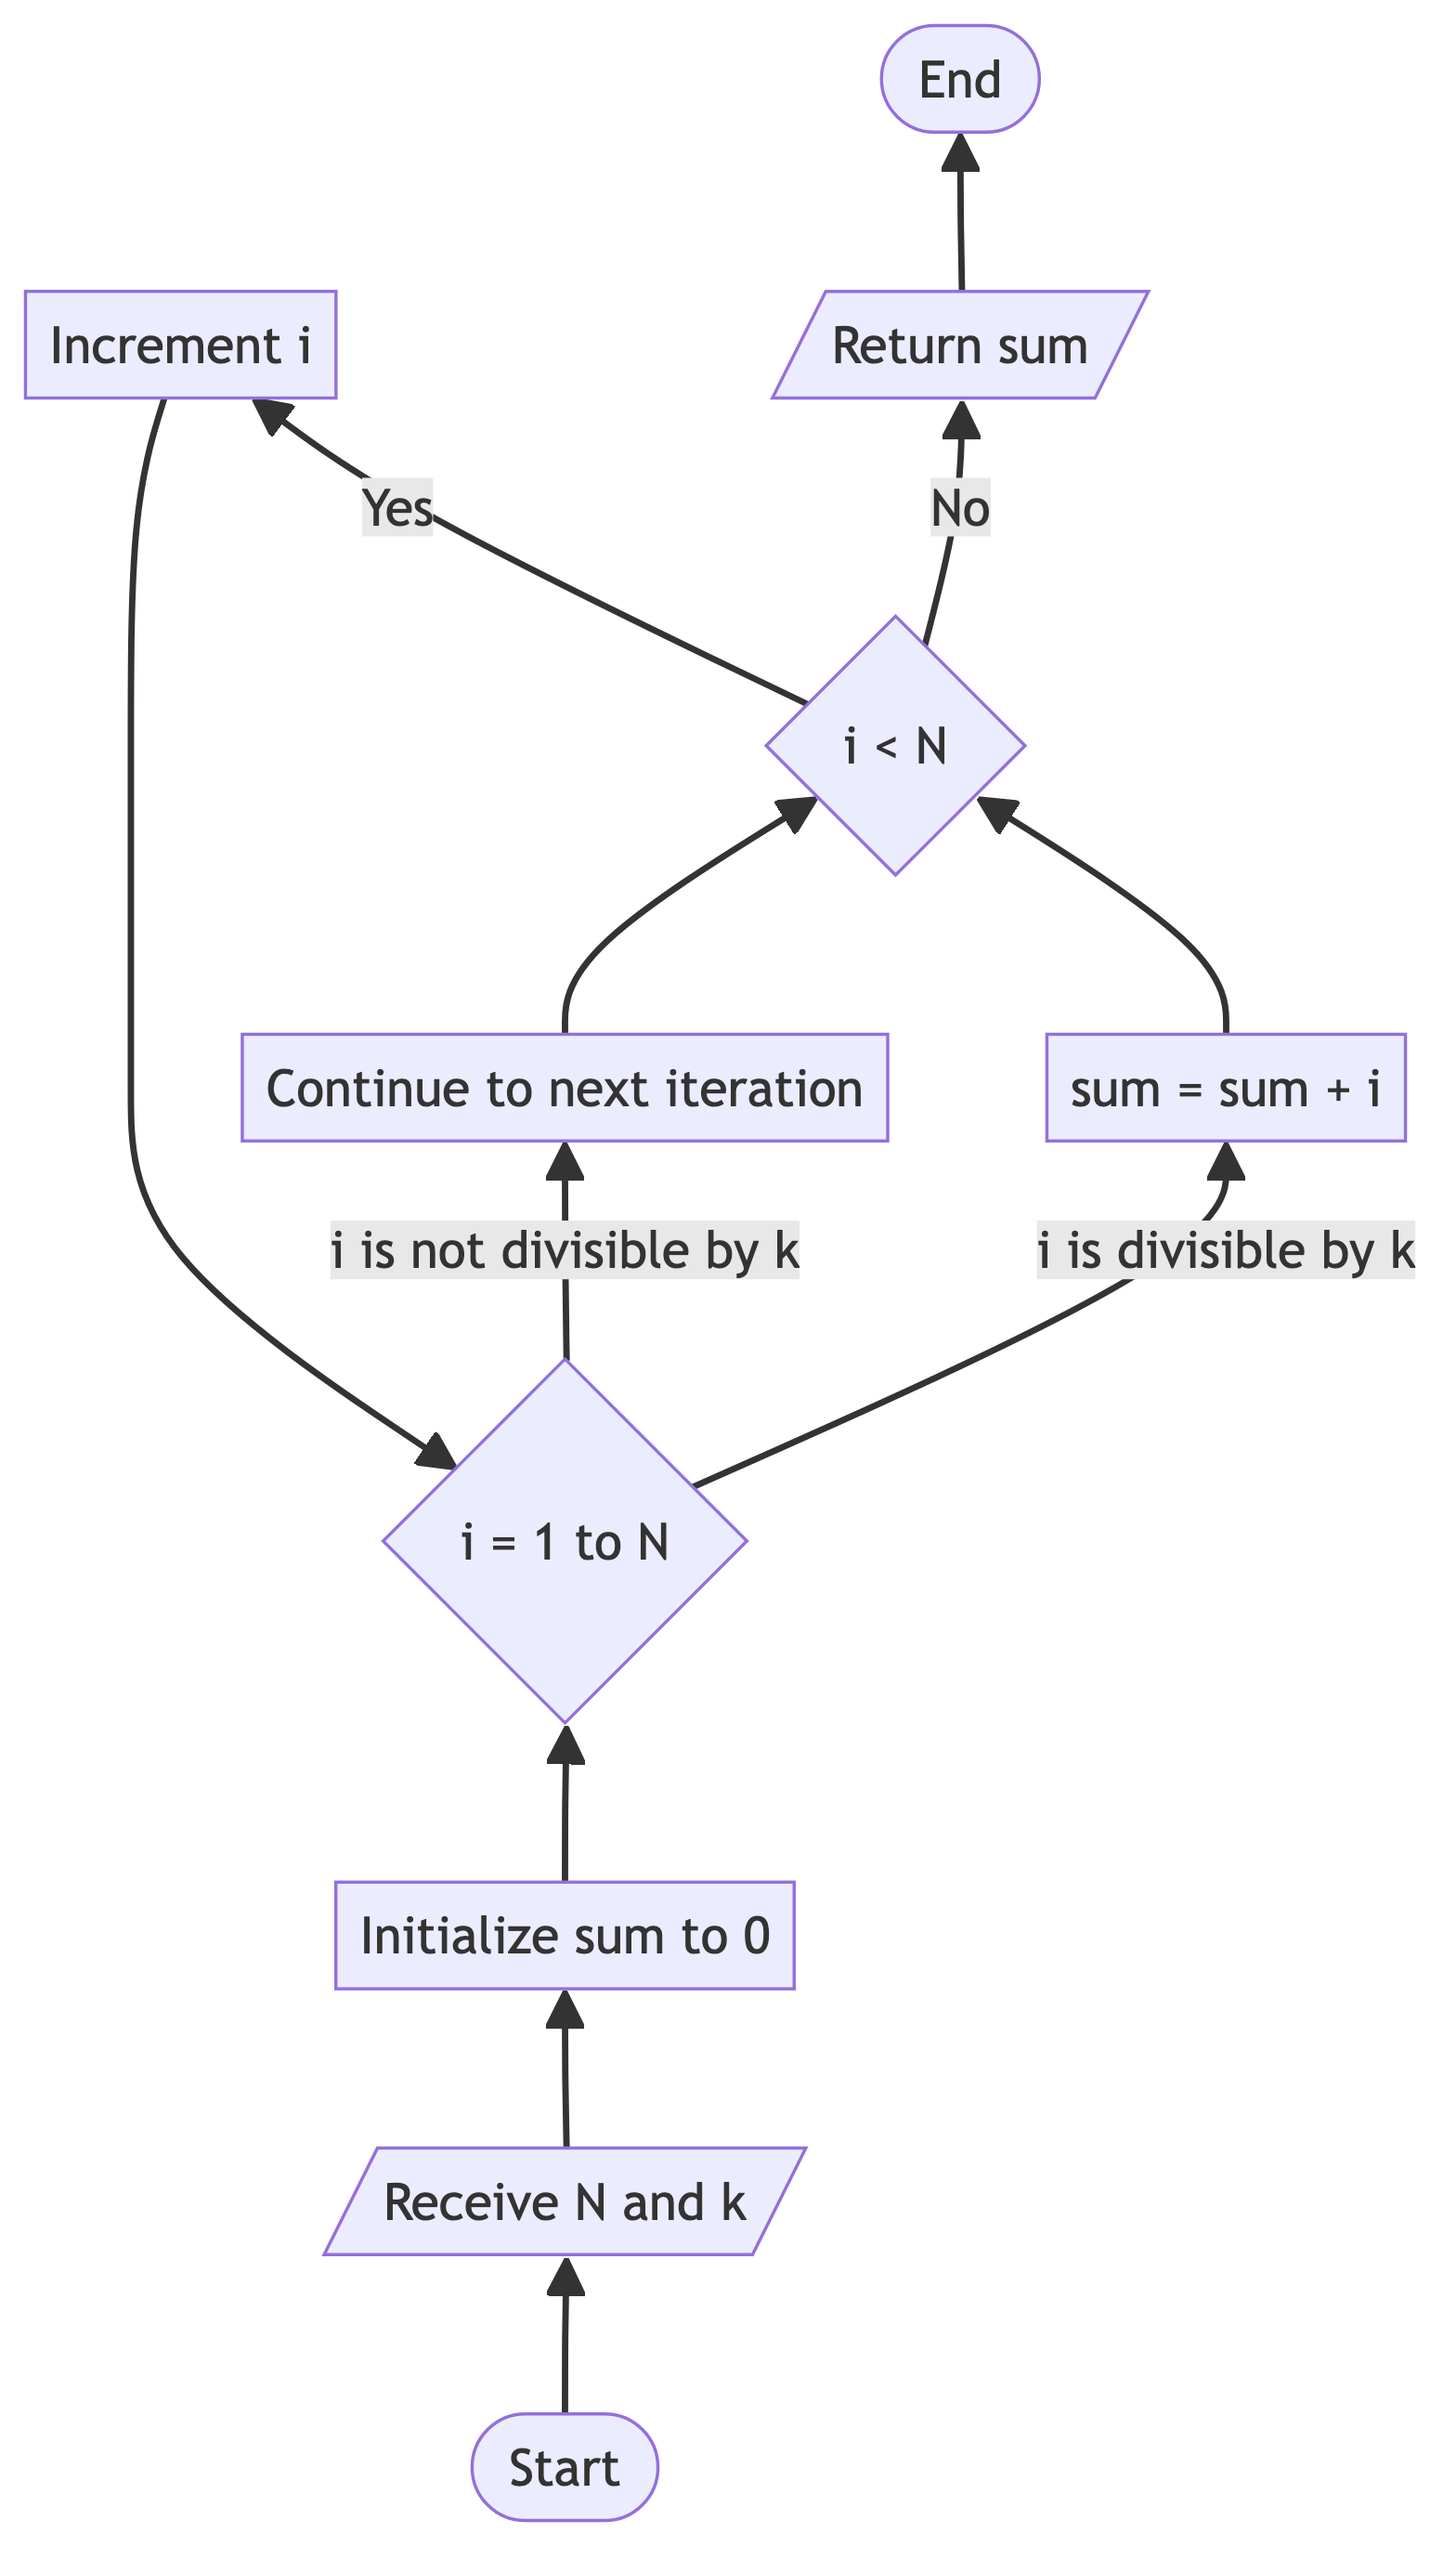 End
Increment i
Return sum
Yes
No
i < N
Continue to next iteration
sum = sum + i
i is not divisible by k
i is divisible by k
i = 1 to N
Initialize sum to 0
Receive N and k
Start